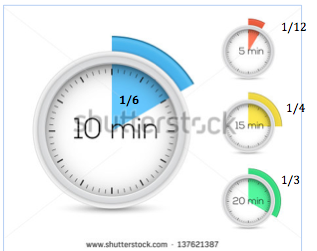 1/12
5 min
1/6
1/4
shutterstock
10 min
15 min
1/3
20 min
www.shutterstock.com · 137621387